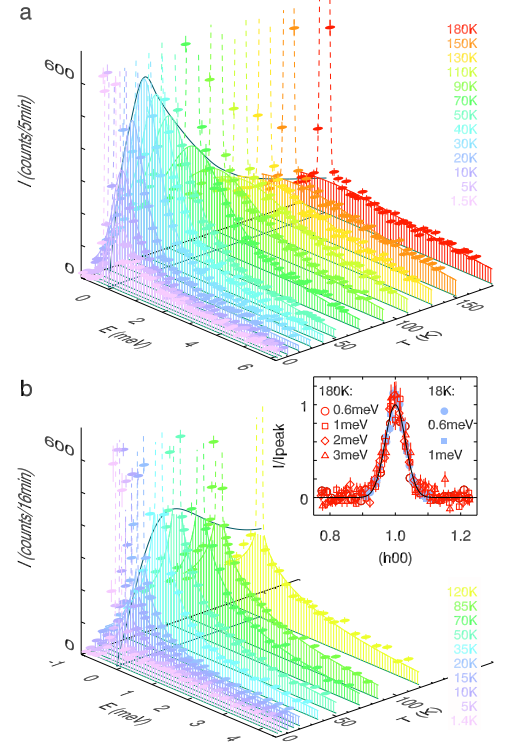 a
600
0
I (counts/5min)
0
2
4
6
E (meV)
0
50
100
150
T (K)
180K
150K
130K
110K
90K
70K
50K
40K
30K
20K
10K
5K
1.5K
b
600
0
I (counts/16min)
-1
0
1
2
3
4
E (meV)
0
50
100
150
T (K)
180K:
0.6meV
1meV
2meV
3meV
18K:
0.6meV
1meV
1
0
I/Ipeak
0.8
1.0
1.2
(h00)
120K
85K
70K
50K
35K
20K
15K
10K
5K
1.4K